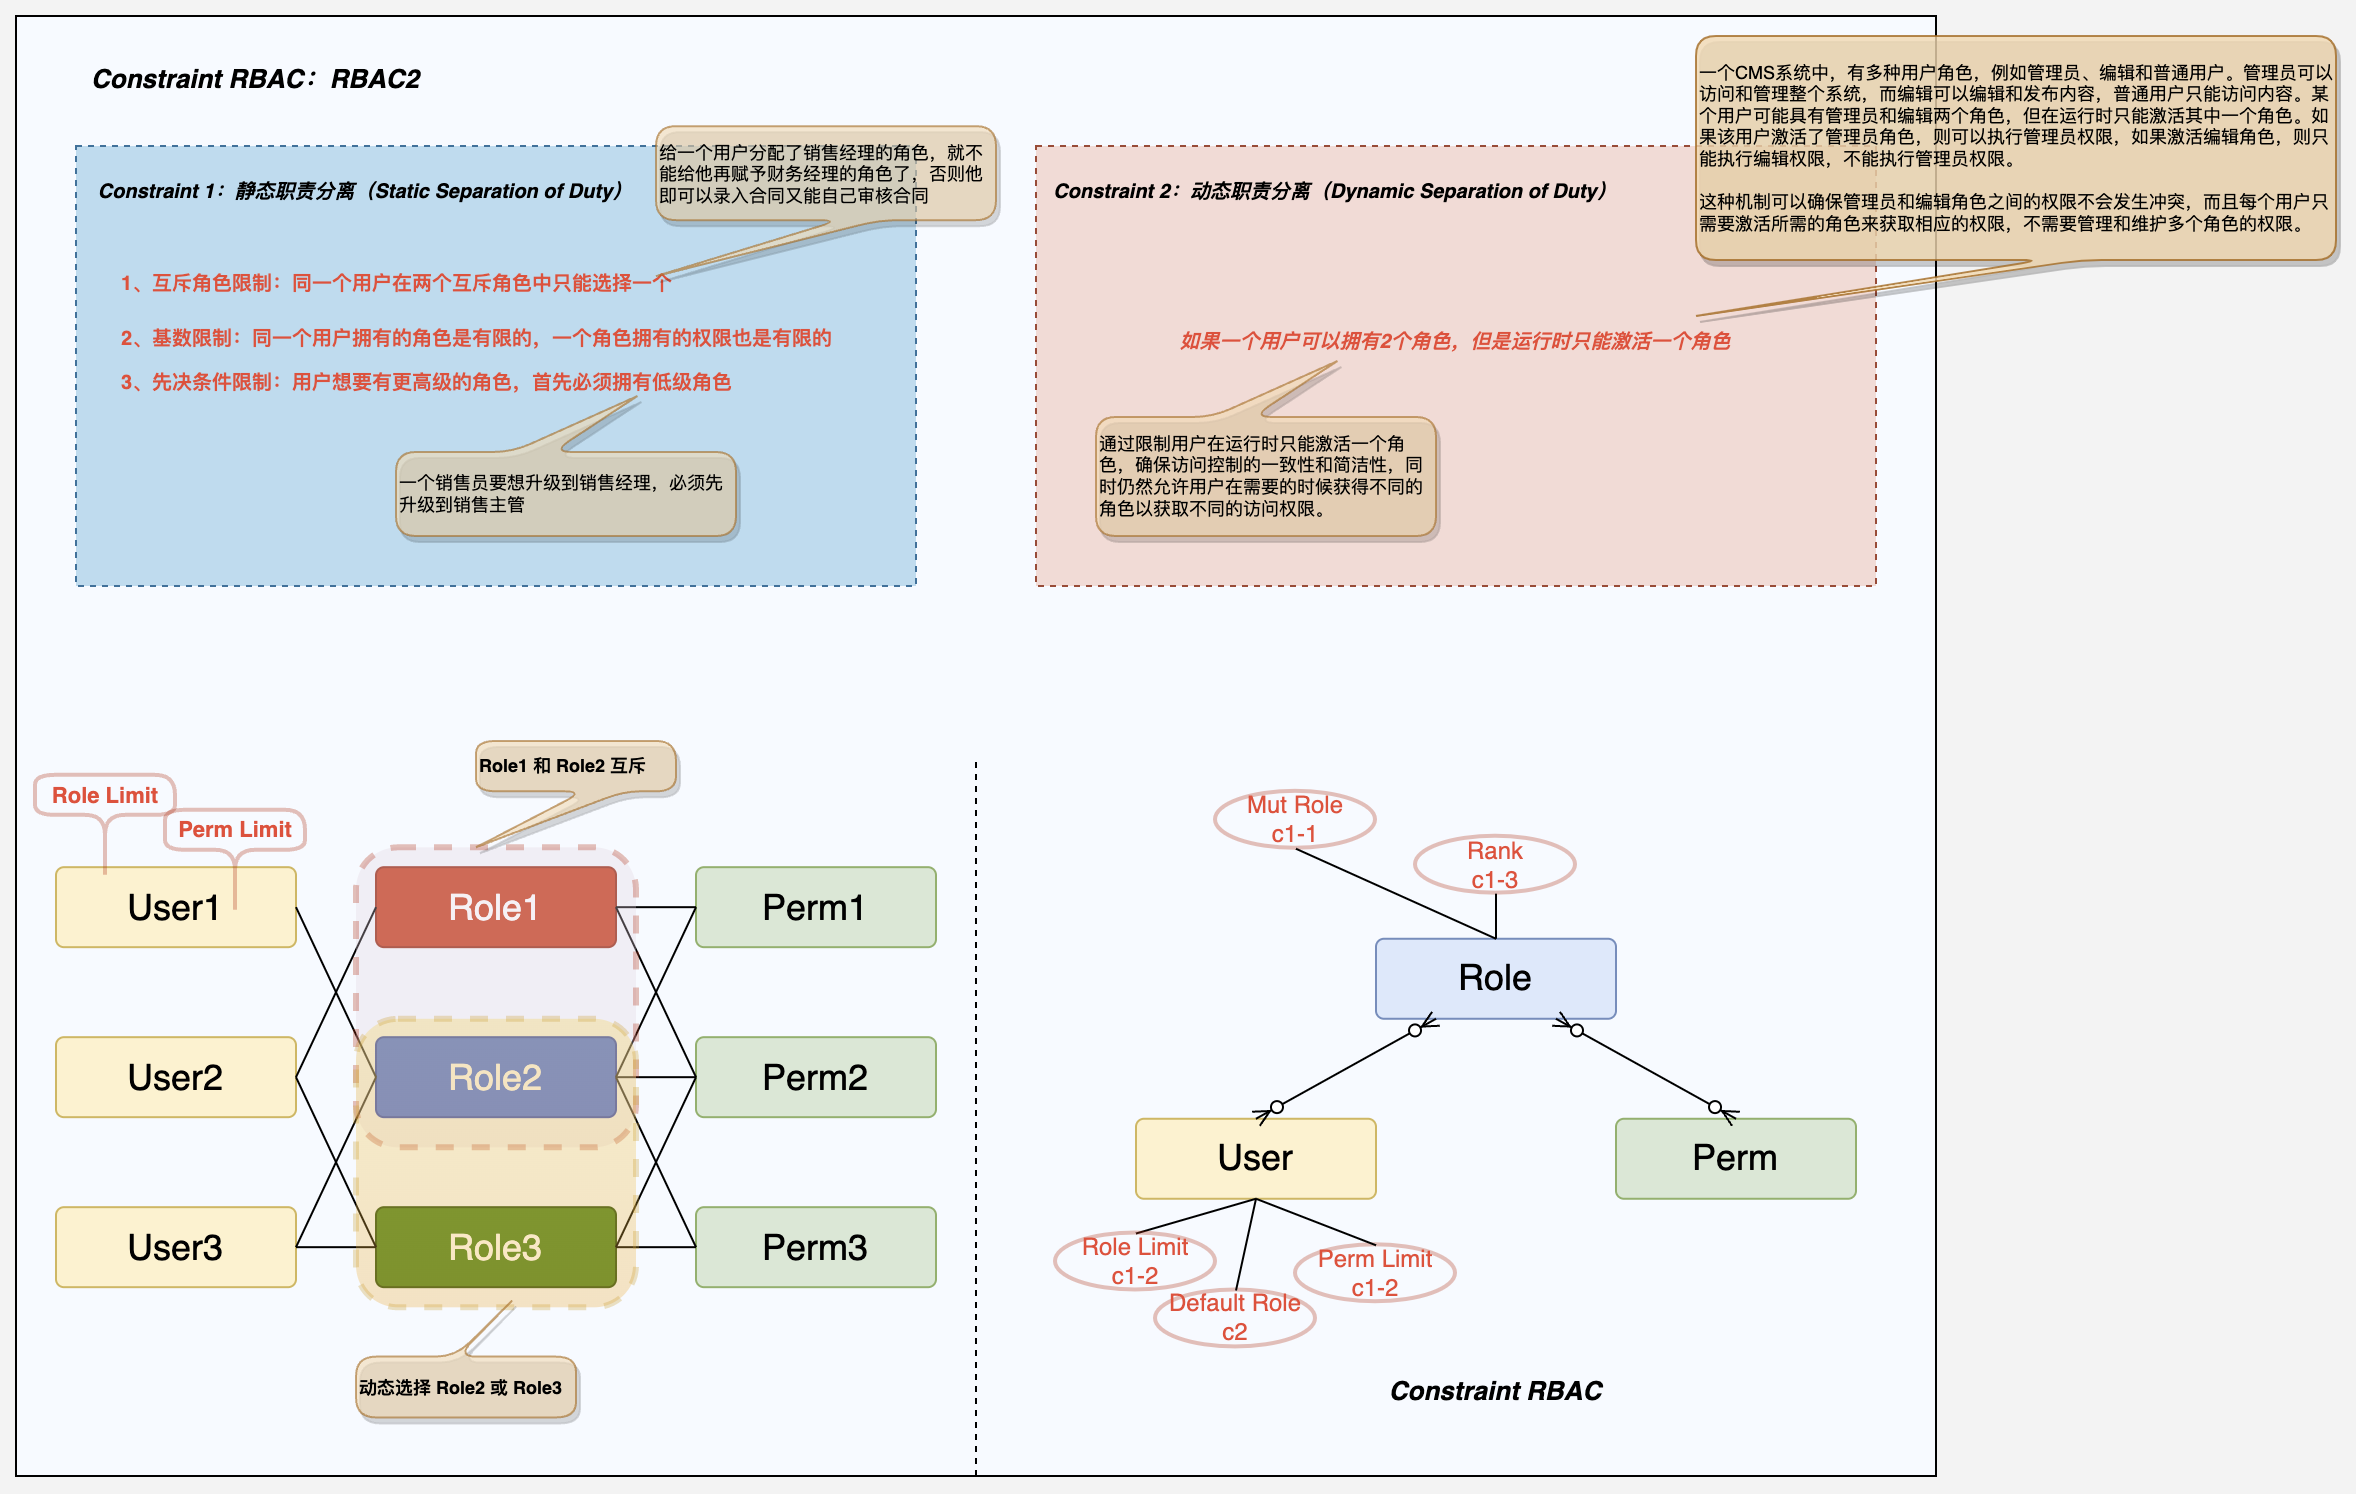 Constraint RBAC：RBAC2
Constraint 1：静态职责分离（Static Separation of Duty）
给一个用户分配了销售经理的角色，就不
能给他再赋予财务经理的角色了，否则他
即可以录入合同又能自己审核合同
1、互斥角色限制：同一个用户在两个互斥角色中只能选择一个
2、基数限制：同一个用户拥有的角色是有限的，一个角色拥有的权限也是有限的
3、先决条件限制：用户想要有更高级的角色，首先必须拥有低级角色
一个销售员要想升级到销售经理，必须先
升级到销售主管
Constraint 2：动态职责分离（Dynamic Separation of Duty）
一个CMS系统中，有多种用户角色，例如管理员、编辑和普通用户。管理员可以
访问和管理整个系统，而编辑可以编辑和发布内容，普通用户只能访问内容。某
个用户可能具有管理员和编辑两个角色，但在运行时只能激活其中一个角色。如
果该用户激活了管理员角色，则可以执行管理员权限，如果激活编辑角色，则只
能执行编辑权限，不能执行管理员权限。
这种机制可以确保管理员和编辑角色之间的权限不会发生冲突，而且每个用户只
需要激活所需的角色来获取相应的权限，不需要管理和维护多个角色的权限。
如果一个用户可以拥有2个角色，但是运行时只能激活一个角色
通过限制用户在运行时只能激活一个角
色，确保访问控制的一致性和简洁性，同
时仍然允许用户在需要的时候获得不同的
角色以获取不同的访问权限。
Role1 和 Role2 互斥
Role Limit
Perm Limit
User1
Role1
Perm1
User2
Role2
Perm2
User3
Role3
Perm3
动态选择 Role2 或 Role3
Mut Role
c1-1
Rank
c1-3
Role
User
Perm
Role Limit
c1-2
Default Role
c2
Perm Limit
c1-2
Constraint RBAC